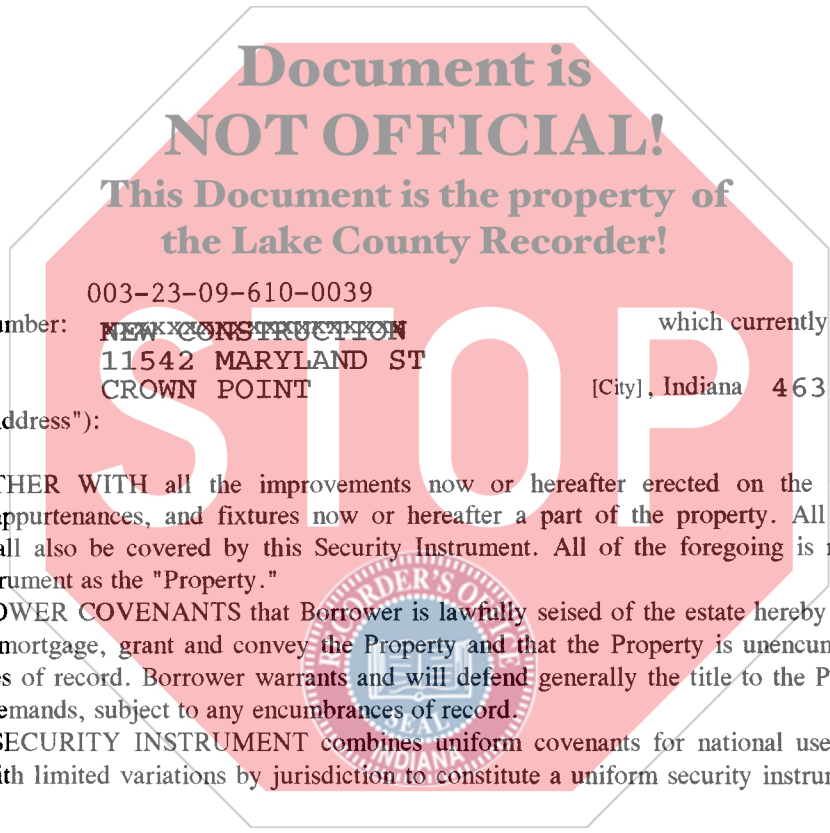 Document is
NOT OFFICIAL!
This Document is the property of
the Lake County Recorder!
003-23-09-610-0039
umber: NEW CONSTRUCTION which currently
11542 MARYLAND ST
CROWN POINT [City], Indiana 463
ddress"):
STOP
THER WITH all the improvements now or hereafter erected on the
ppurtenances, and fixtures now or hereafter a part of the property. All
all also be covered by this Security Instrument. All of the foregoing is
rument as the "Property."
OWER COVENANTS that Borrower is lawfully seised of the estate hereby
mortgage, grant and convey the Property and that the Property is unencum
es of record. Borrower warrants and will defend generally the title to the P
emands, subject to any encumbrances of record.
SECURITY INSTRUMENT combines uniform covenants for national use
ith limited variations by jurisdiction to constitute a uniform security instrum
RECORDER'S OFFICE
SEAL
INDIANA